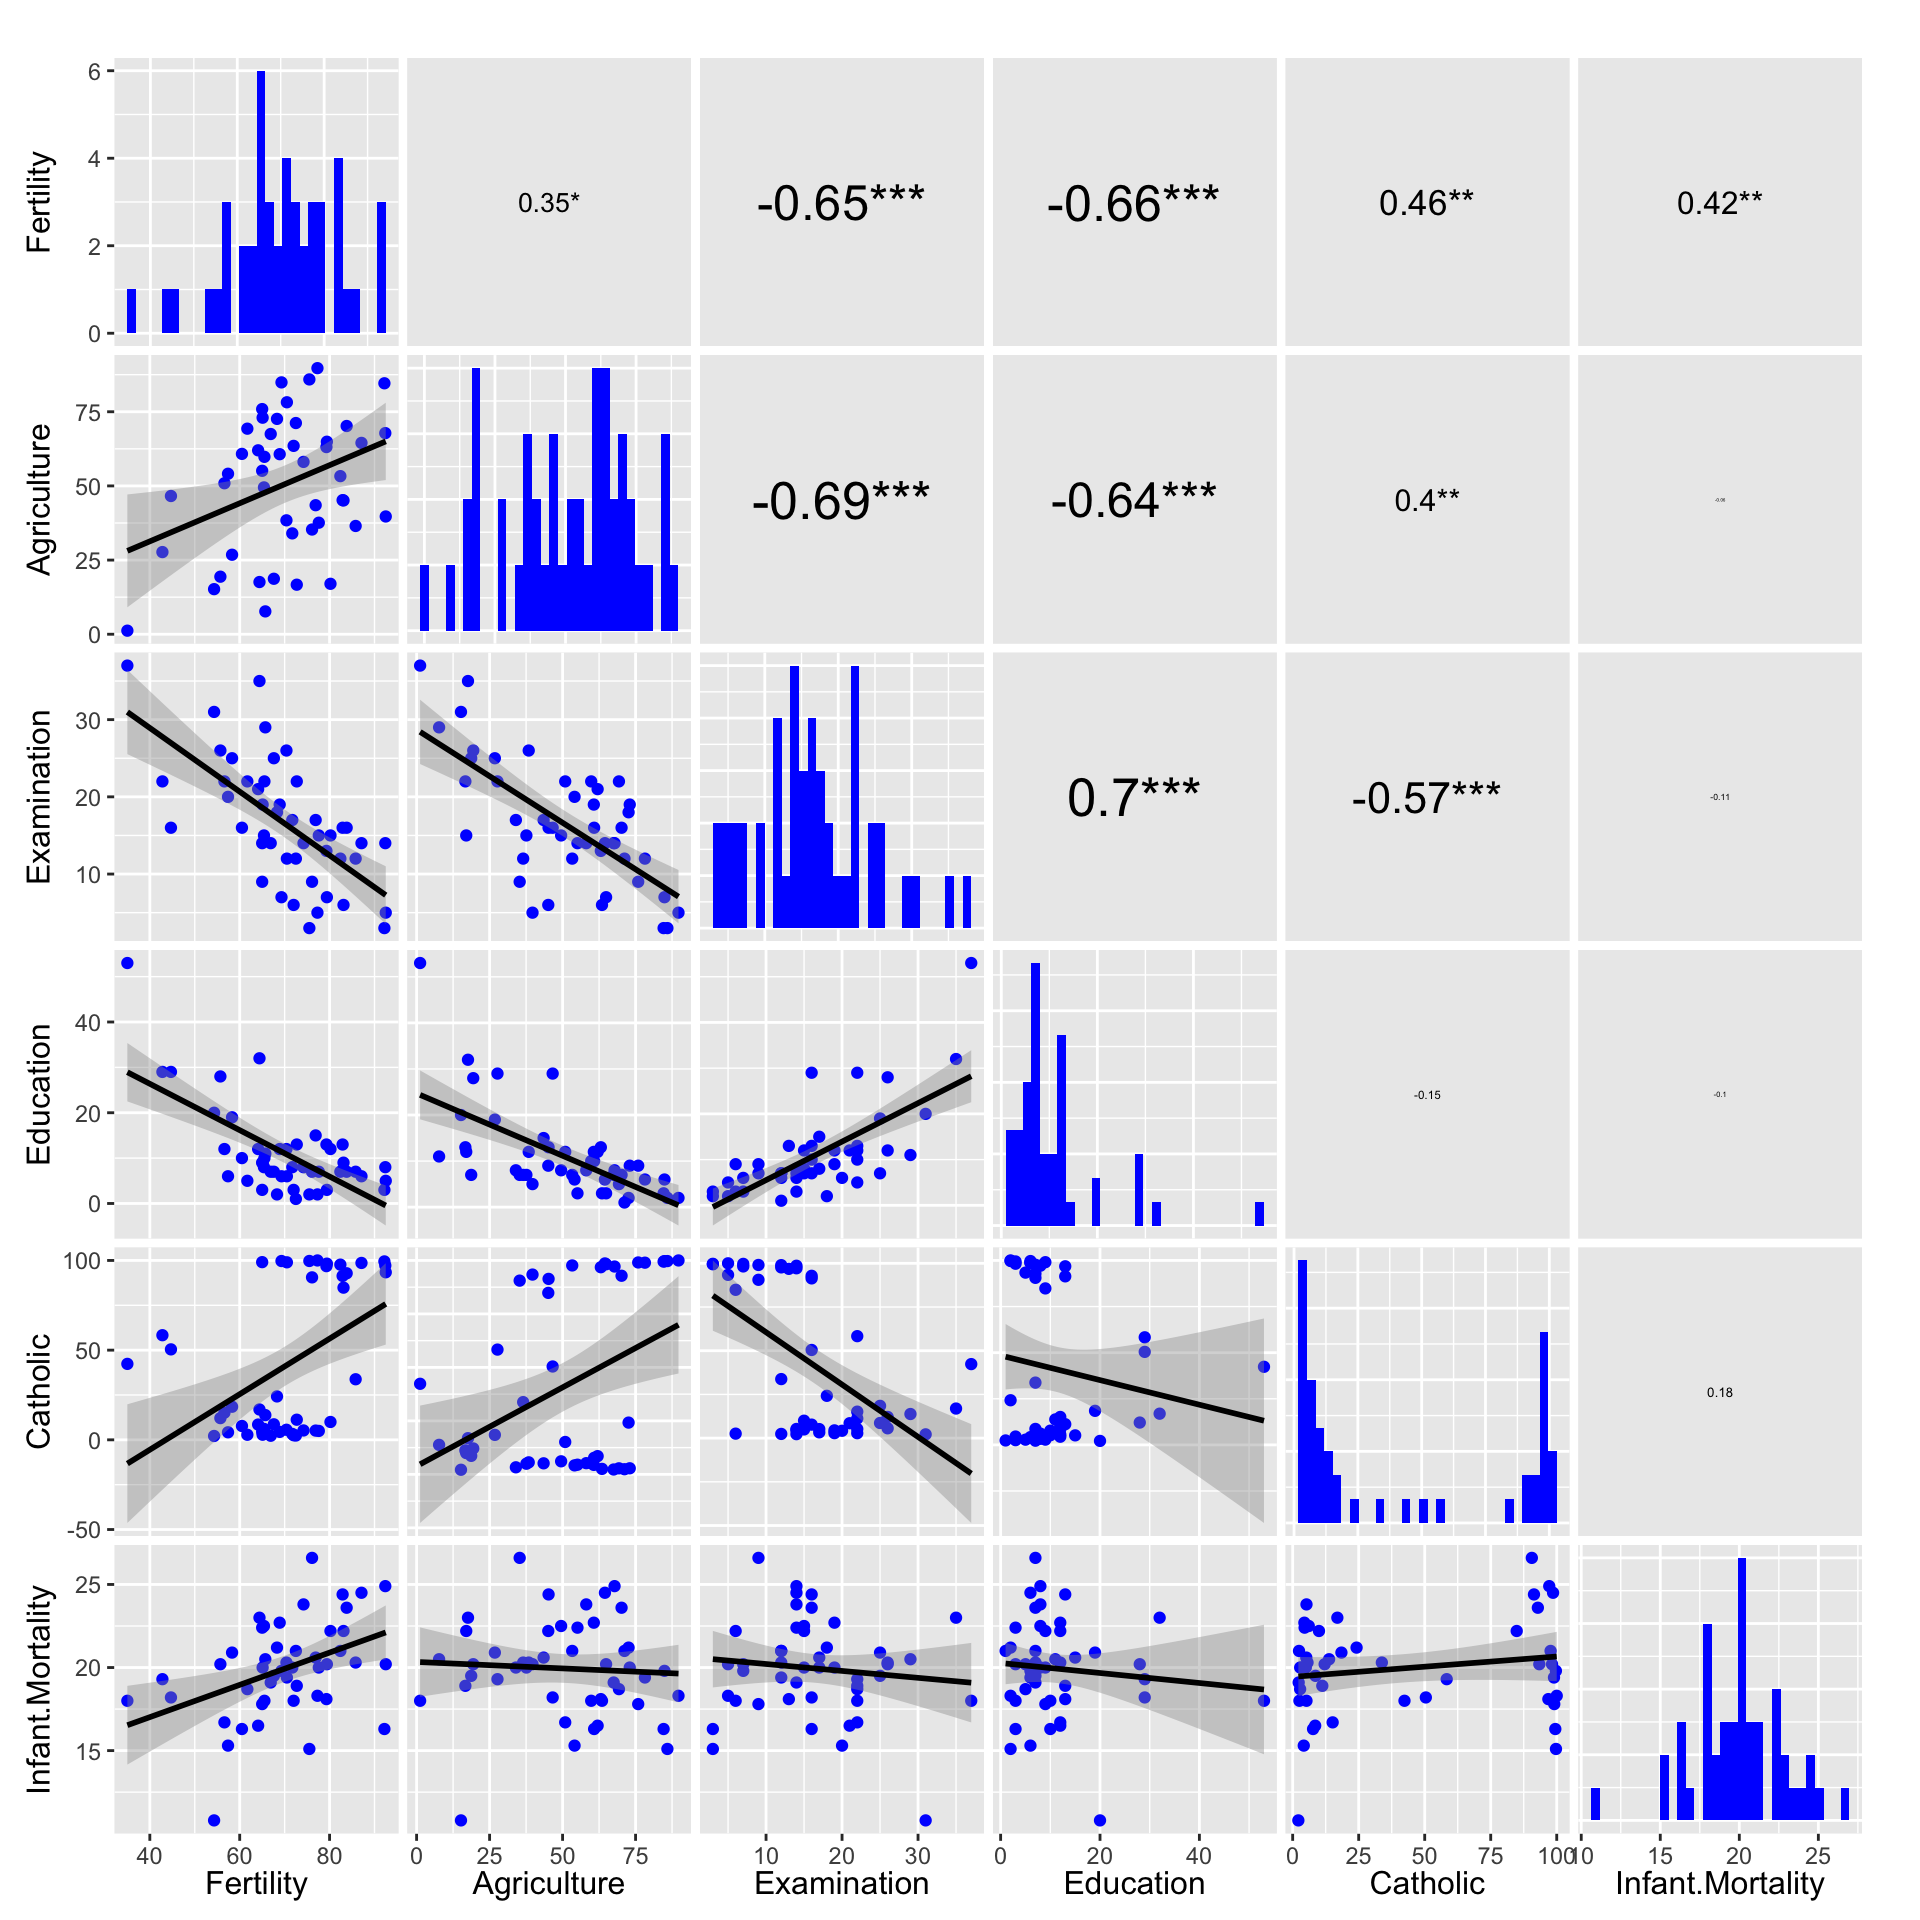 6
4
2
0
Fertility
0.35*
-0.65***
-0.66***
0.46**
0.42**
75
50
25
0
Agriculture
-0.69***
-0.64***
0.4**
30
20
10
Examination
0.7***
-0.57***
-0.11
40
20
0
Education
-0.15
-0.1
100
50
0
-50
Catholic
0.18
25
20
15
Infant.Mortality
40 60 80
0 25 50 75
10 20 30
0 20 40
0 25 50 75 100
10 15 20 25
Fertility Agriculture Examination Education Catholic Infant.Mortality